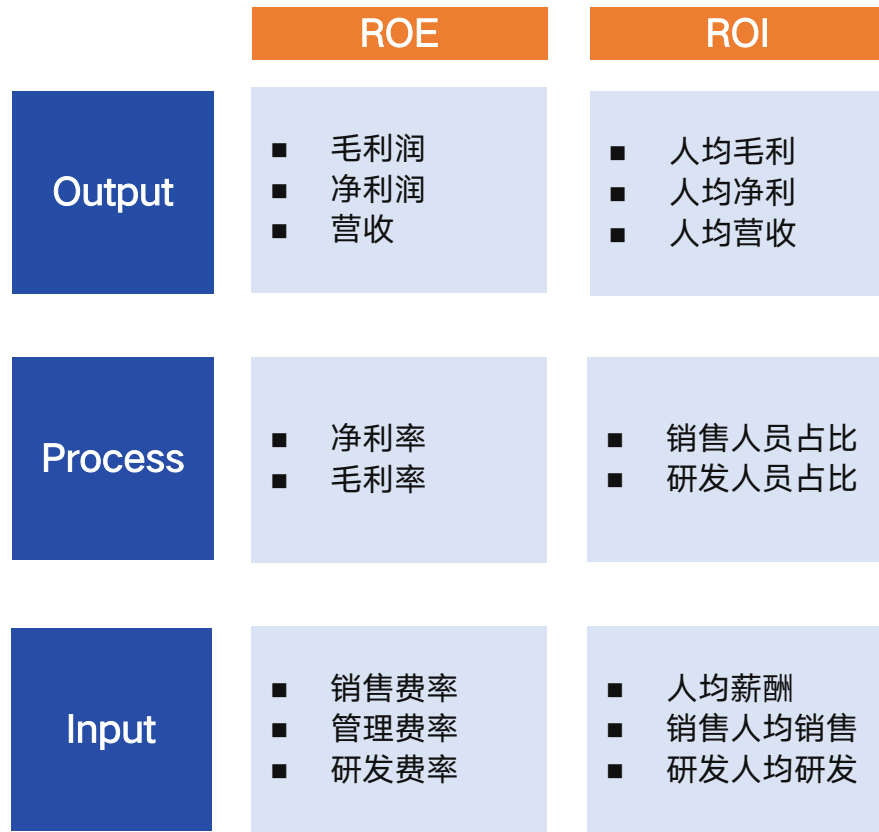 ROE
ROI
Output
■ 毛利润
■ 净利润
■ 营收
■ 人均毛利
■ 人均净利
■ 人均营收
Process
■ 净利率
■ 毛利率
■ 销售人员占比
■ 研发人员占比
Input
■ 销售费率
■ 管理费率
■ 研发费率
■ 人均薪酬
■ 销售人均销售
■ 研发人均研发